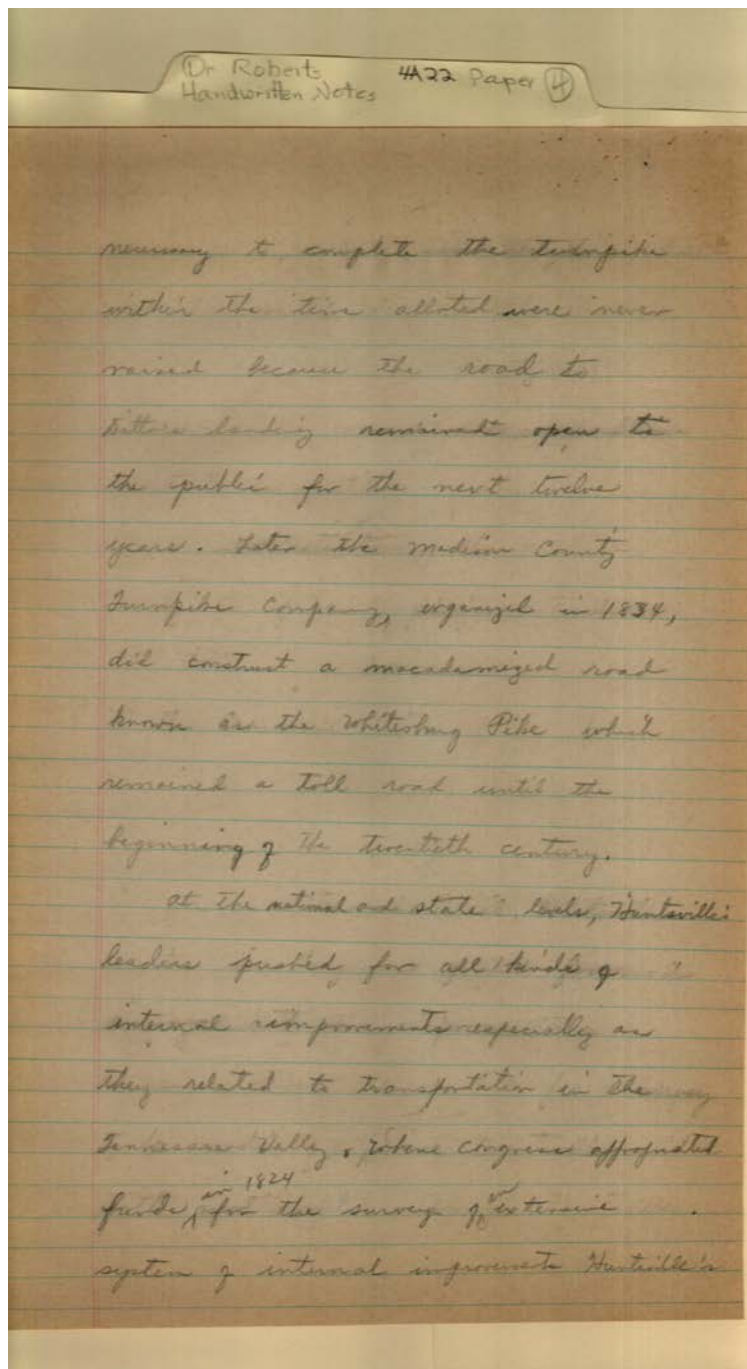 Dr Roberts 4A22 Paper 4
Handwritten Notes
necessary to complete the turnpike
within the time alloted were never
raised because the road to
Ditto's landing remained open to
the public for the next twelve
years. Later the Madison County
Turnpike Company, organized in 1834,
did construct a macadamized road
known as the Whitesburg Pike which
remained a toll road until the
beginning of the twentieth century.
At the national and state levels, Huntsville's
leaders pushed for all kinds of
internal improvements especially as
they related to transportation in the
Tennessee Valley. When congress appropriated
funds in 1824 for the survey of an extensive
system of internal improvements Huntsville's